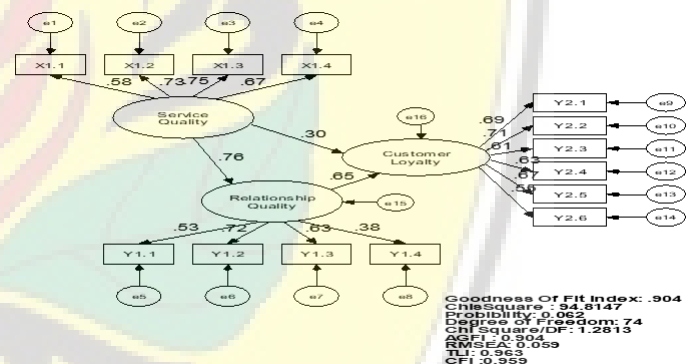 e1 e2 e3 e4
X1.1 X1.2 X1.3 X1.4
.58 .73 .75 .67
Service
Quality
.30
.76
e16
Customer
Loyalty
.65
Relationship
Quality
e15
.53 .72 .63 .38
Y1.1 Y1.2 Y1.3 Y1.4
e5 e6 e7 e8
.69 Y2.1 e9
.71 Y2.2 e10
.61 Y2.3 e11
.63 Y2.4 e12
.67 Y2.5 e13
Y2.6 e14
Goodness Of Fit Index: .904
ChieSquare : 94.8147
Probibility: 0.062
Degree of Freedom: 74
Chi Square/DF: 1.2813
AGFI : 0.904
RMSEA: 0.059
TLI: 0.963
CFI :0.959